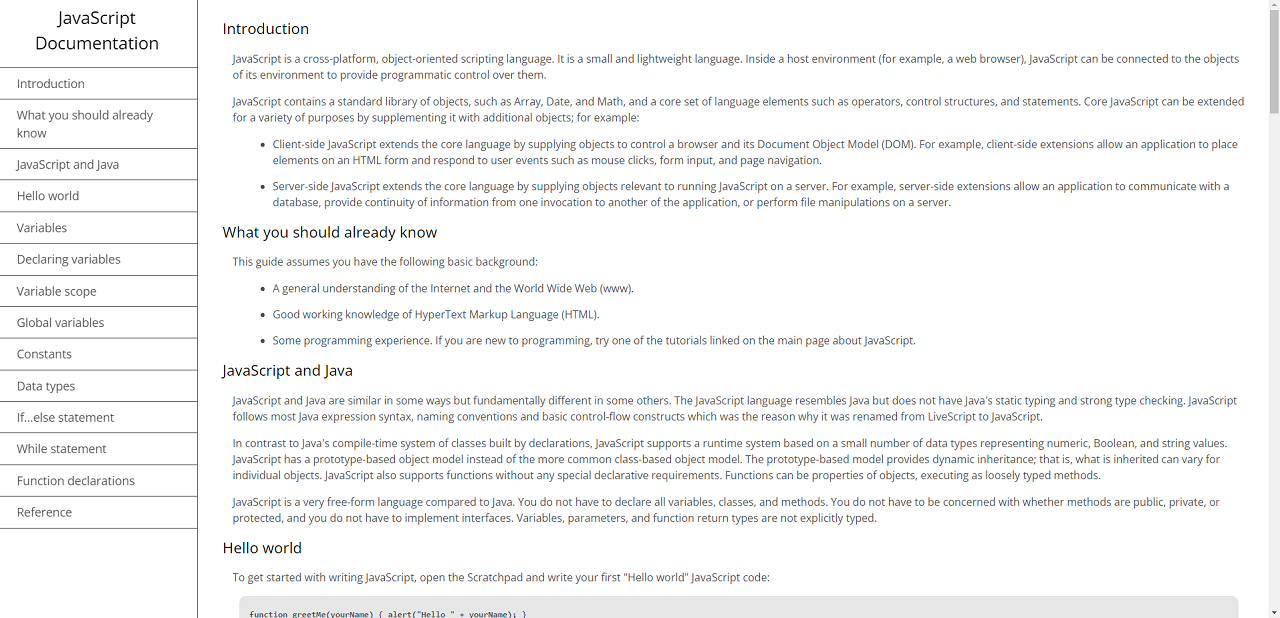 JavaScript
Documentation
Introduction
What you should already
know
JavaScript and Java
Hello world
Variables
Declaring variables
Variable scope
Global variables
Constants
Data types
If...else statement
While statement
Function declarations
Reference
Introduction
JavaScript is a cross-platform, object-oriented scripting language. It is a small and lightweight language. Inside a host environment (for example, a web browser), JavaScript can be connected to the objects
of its environment to provide programmatic control over them.
JavaScript contains a standard library of objects, such as Array, Date, and Math, and a core set of language elements such as operators, control structures, and statements. Core JavaScript can be extended
for a variety of purposes by supplementing it with additional objects; for example:
• Client-side JavaScript extends the core language by supplying objects to control a browser and its Document Object Model (DOM). For example, client-side extensions allow an application to place
elements on an HTML form and respond to user events such as mouse clicks, form input, and page navigation.
• Server-side JavaScript extends the core language by supplying objects relevant to running JavaScript on a server. For example, server-side extensions allow an application to communicate with a
database, provide continuity of information from one invocation to another of the application, or perform file manipulations on a server.
What you should already know
This guide assumes you have the following basic background:
• A general understanding of the Internet and the World Wide Web (www).
• Good working knowledge of HyperText Markup Language (HTML).
• Some programming experience. If you are new to programming, try one of the tutorials linked on the main page about JavaScript.
JavaScript and Java
JavaScript and Java are similar in some ways but fundamentally different in some others. The JavaScript language resembles Java but does not have Java's static typing and strong type checking. JavaScript
follows most Java expression syntax, naming conventions and basic control-flow constructs which was the reason why it was renamed from LiveScript to JavaScript.
In contrast to Java's compile-time system of classes built by declarations, JavaScript supports a runtime system based on a small number of data types representing numeric, Boolean, and string values.
JavaScript has a prototype-based object model instead of the more common class-based object model. The prototype-based model provides dynamic inheritance; that is, what is inherited can vary for
individual objects. JavaScript also supports functions without any special declarative requirements. Functions can be properties of objects, executing as loosely typed methods.
JavaScript is a very free-form language compared to Java. You do not have to declare all variables, classes, and methods. You do not have to be concerned with whether methods are public, private, or
protected, and you do not have to implement interfaces. Variables, parameters, and function return types are not explicitly typed.
Hello world
To get started with writing JavaScript, open the Scratchpad and write your first "Hello world" JavaScript code:
function greetMe(yourName) { alert("Hello " + yourName); }